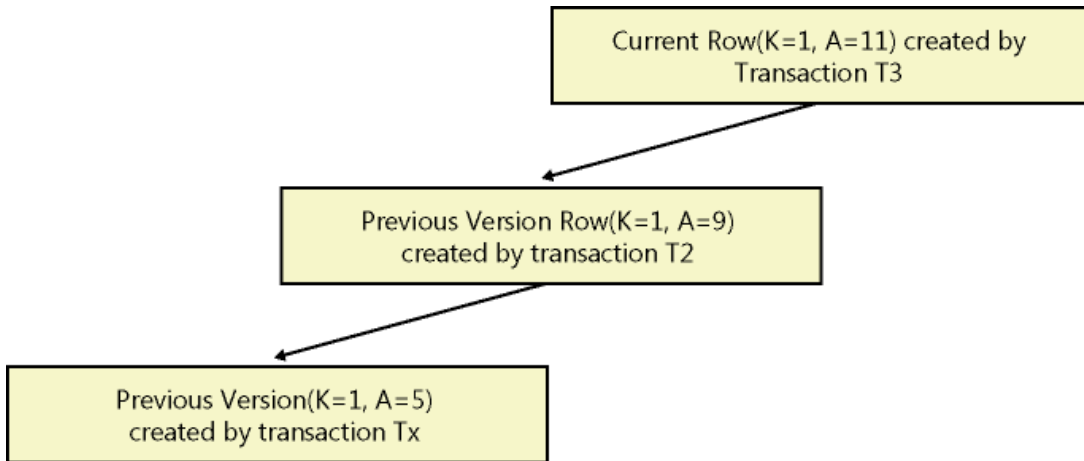 Current Row(K=1, A=11) created by
Transaction T3
Previous Version Row(K=1, A=9)
created by transaction T2
Previous Version(K=1, A=5)
created by transaction Tx